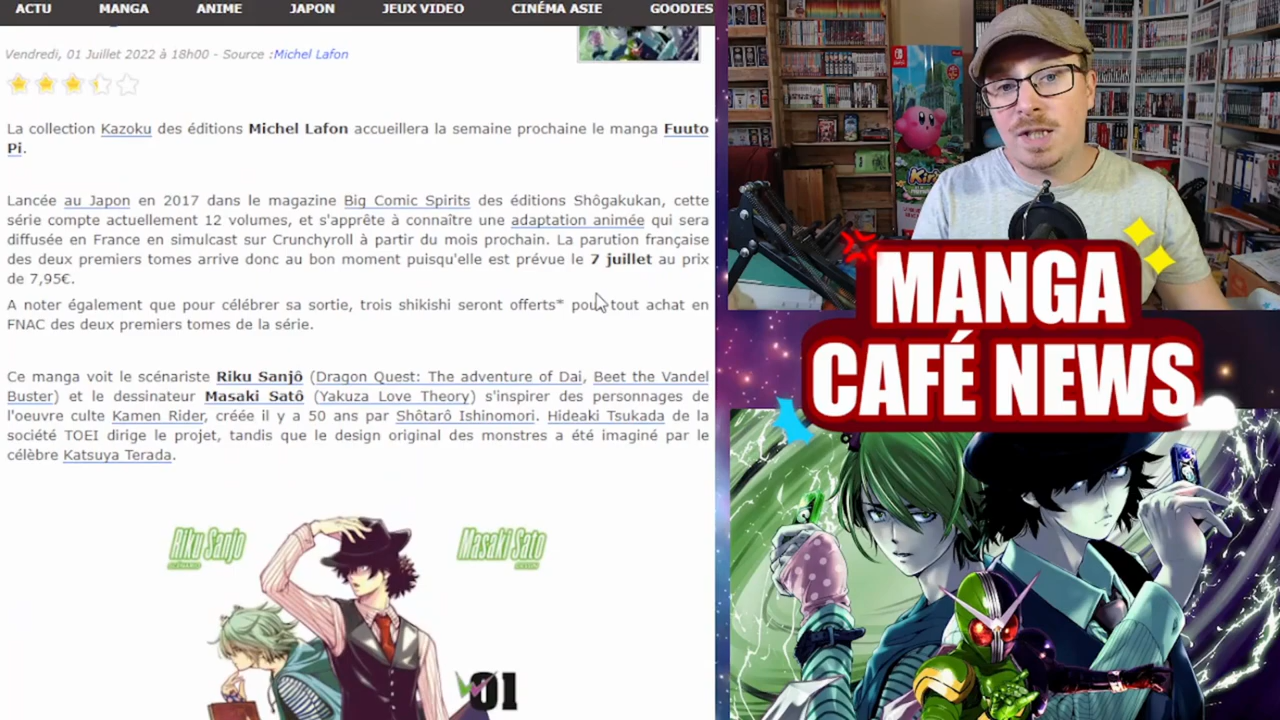 ACTU MANGA ANIME JAPON JEUX VIDEO CINÉMA ASIE GOODIES
Vendredi, 01 Juillet 2022 à 18h00 - Source :Michel Lafon
La collection Kazoku des éditions Michel Lafon accueillera la semaine prochaine le manga Fuuto
Pi.
Lancée au Japon en 2017 dans le magazine Big Comic Spirits des éditions Shôgakukan, cette
série compte actuellement 12 volumes, et s'apprête à connaître une adaptation animée qui sera
diffusée en France en simulcast sur Crunchyroll à partir du mois prochain. La parution française
des deux premiers tomes arrive donc au bon moment puisqu'elle est prévue le 7 juillet au prix
de 7,95€.
A noter également que pour célébrer sa sortie, trois shikishi seront offerts* pour tout achat en
FNAC des deux premiers tomes de la série.
Ce manga voit le scénariste Riku Sanjô (Dragon Quest: The adventure of Dai, Beet the Vandel
Buster) et le dessinateur Masaki Satô (Yakuza Love Theory) s'inspirer des personnages de
l'oeuvre culte Kamen Rider, créée il y a 50 ans par Shôtarô Ishinomori. Hideaki Tsukada de la
société TOEI dirige le projet, tandis que le design original des monstres a été imaginé par le
célèbre Katsuya Terada.
Riku Sanjo
SCÉNARIO
Masaki Sato
DESSIN
01
Kirby
MANGA
CAFÉ NEWS